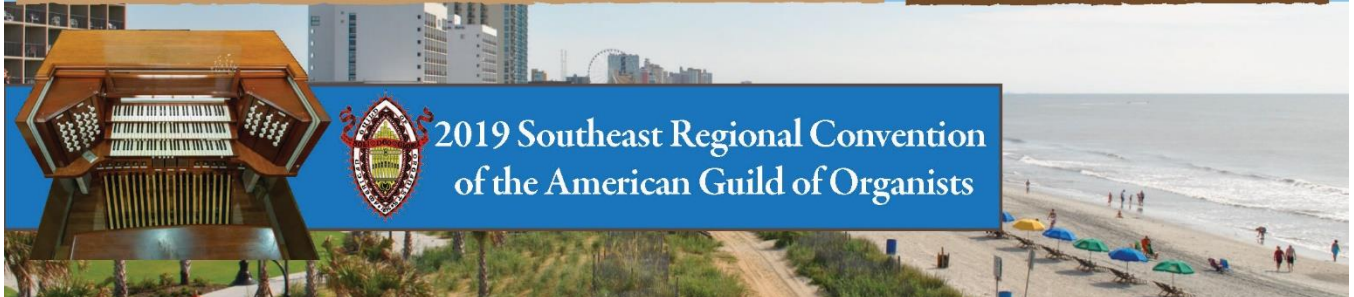 2019 Southeast Regional Convention
of the American Guild of Organists